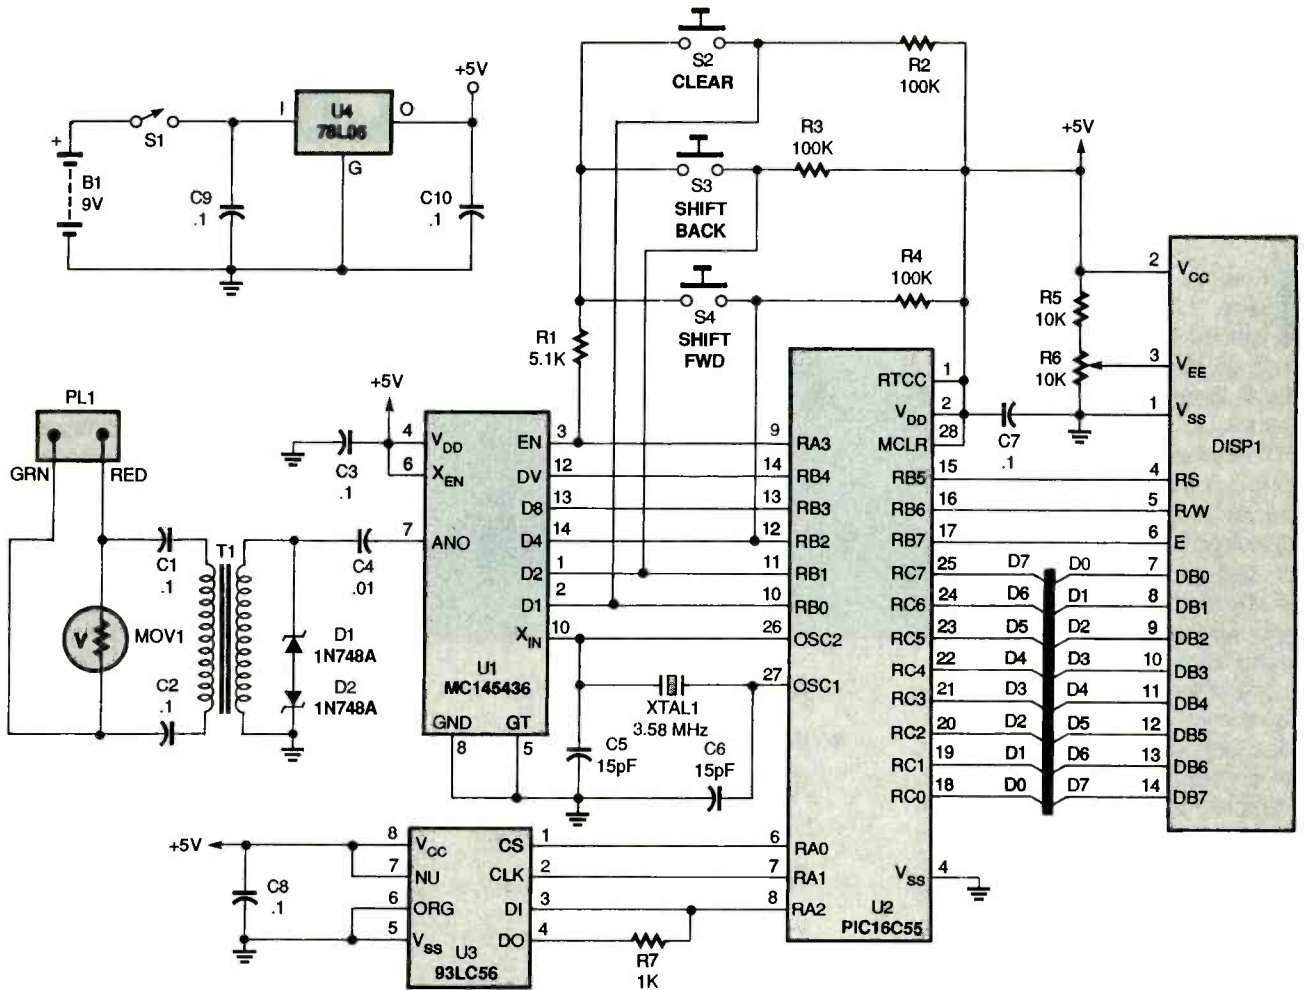 +5V
I
U4
78L05
O
S1
G
+
B1
9V
C9
.1
C10
.1
S2
CLEAR
R2
100K
R3
100K
S3
SHIFT
BACK
R4
100K
S4
SHIFT
FWD
R1
5.1K
+5V
R5
10K
R6
10K
C7
.1
2 VCC
3 VEE
1 VSS
DISP1
4 RS
5 R/W
6 E
7 DB0
8 DB1
9 DB2
10 DB3
11 DB4
12 DB5
13 DB6
14 DB7
PL1
GRN
RED
C1
.1
C2
.1
V
MOV1
T1
D1
1N748A
D2
1N748A
C4
.01
+5V
C3
.1
4 VDD
6 XEN
7 ANO
EN 3
DV 12
D8 13
D4 14
D2 1
D1 2
XIN 10
U1
MC145436
GND
8
GT
5
XTAL1
3.58 MHz
C5
15pF
C6
15pF
9 RA3
14 RB4
13 RB3
12 RB2
11 RB1
10 RB0
26 OSC2
27 OSC1
6 RA0
7 RA1
8 RA2
RTCC 1
VDD 2
MCLR 28
RB5 15
RB6 16
RB7 17
RC7 25
RC6 24
RC5 23
RC4 22
RC3 21
RC2 20
RC1 19
RC0 18
VSS 4
U2
PIC16C55
D7 D0
D6 D1
D5 D2
D4 D3
D3 D4
D2 D5
D1 D6
D0 D7
+5V
C8
.1
8 VCC
7 NU
6 ORG
5 VSS
CS 1
CLK 2
DI 3
DO 4
U3
93LC56
R7
1K